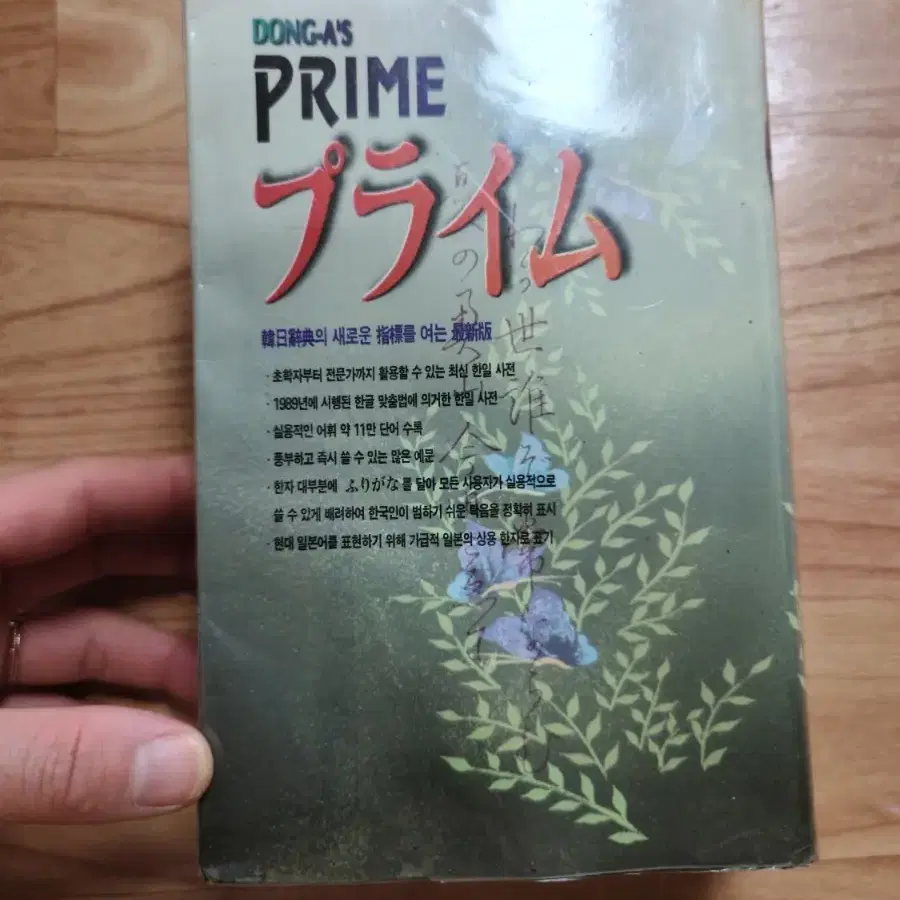 DONG-A'S
PRIME
プライム
韓日辭典의 새로운 指標를 여는 最新版
· 초학자부터 전문가까지 활용할 수 있는 최신 한일 사전
· 1989년에 시행된 한글 맞춤법에 의거한 한일 사전
· 실용적인 어휘 약 11만 단어 수록
· 풍부하고 즉시 쓸 수 있는 많은 예문
· 한자 대부분에 ふりがな를 달아 모든 사용자가 실용적으로
쓸 수 있게 배려하여 한국인이 범하기 쉬운 탁음을 정확히 표시
· 현대 일본어를 표현하기 위해 가급적 일본의 상용 한자로 표기
世誰そ常
の